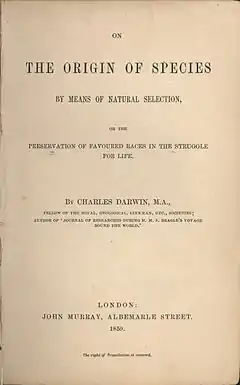 ON
THE ORIGIN OF SPECIES
BY MEANS OF NATURAL SELECTION,
OR THE
PRESERVATION OF FAVOURED RACES IN THE STRUGGLE
FOR LIFE.
BY CHARLES DARWIN, M.A.,
FELLOW OF THE ROYAL, GEOLOGICAL, LINNÆAN, ETC., SOCIETIES;
AUTHOR OF 'JOURNAL OF RESEARCHES DURING H. M. S. BEAGLE'S VOYAGE
ROUND THE WORLD.'
LONDON:
JOHN MURRAY, ALBEMARLE STREET.
1859.
The right of Translation is reserved.